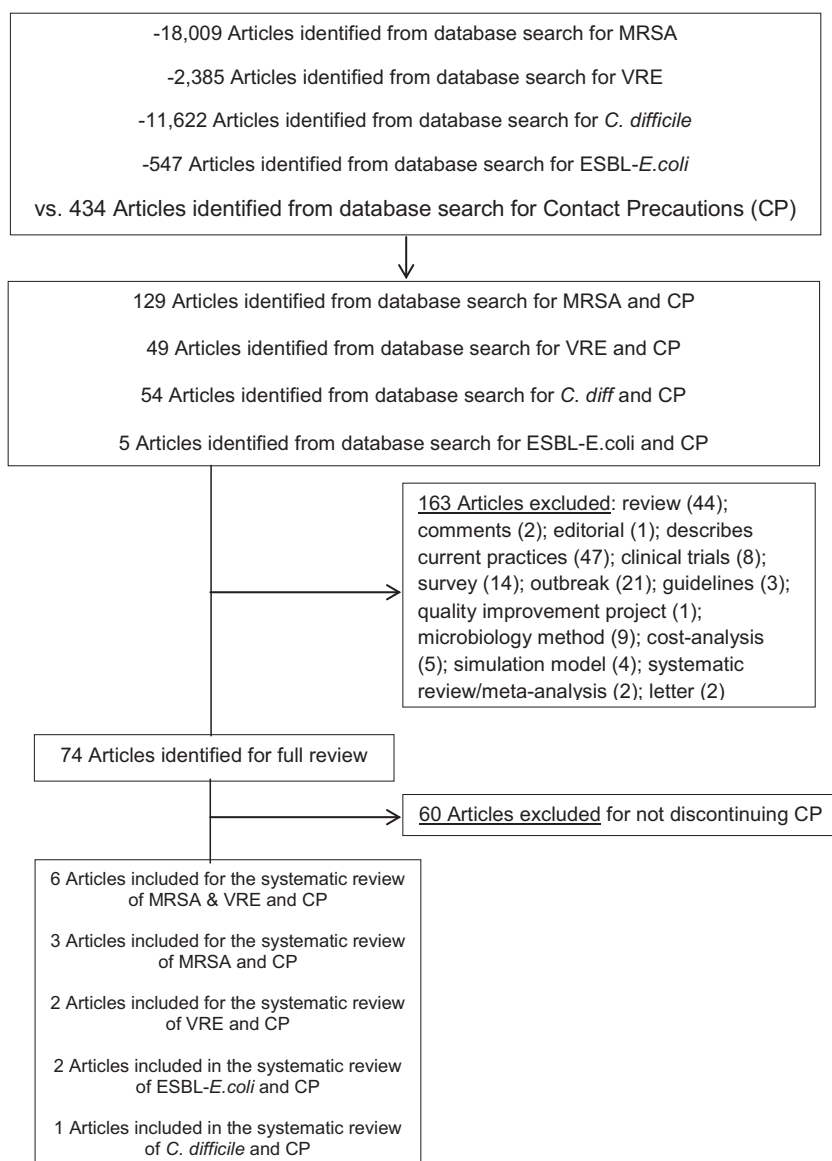 -18,009 Articles identified from database search for MRSA
-2,385 Articles identified from database search for VRE
-11,622 Articles identified from database search for C. difficile
-547 Articles identified from database search for ESBL-E.coli
vs. 434 Articles identified from database search for Contact Precautions (CP)
129 Articles identified from database search for MRSA and CP
49 Articles identified from database search for VRE and CP
54 Articles identified from database search for C. diff and CP
5 Articles identified from database search for ESBL-E.coli and CP
163 Articles excluded: review (44);
comments (2); editorial (1); describes
current practices (47); clinical trials (8);
survey (14); outbreak (21); guidelines (3);
quality improvement project (1);
microbiology method (9); cost-analysis
(5); simulation model (4); systematic
review/meta-analysis (2); letter (2)
74 Articles identified for full review
60 Articles excluded for not discontinuing CP
6 Articles included for the systematic review
of MRSA & VRE and CP
3 Articles included for the systematic review
of MRSA and CP
2 Articles included for the systematic review
of VRE and CP
2 Articles included in the systematic review
of ESBL-E.coli and CP
1 Articles included in the systematic review
of C. difficile and CP